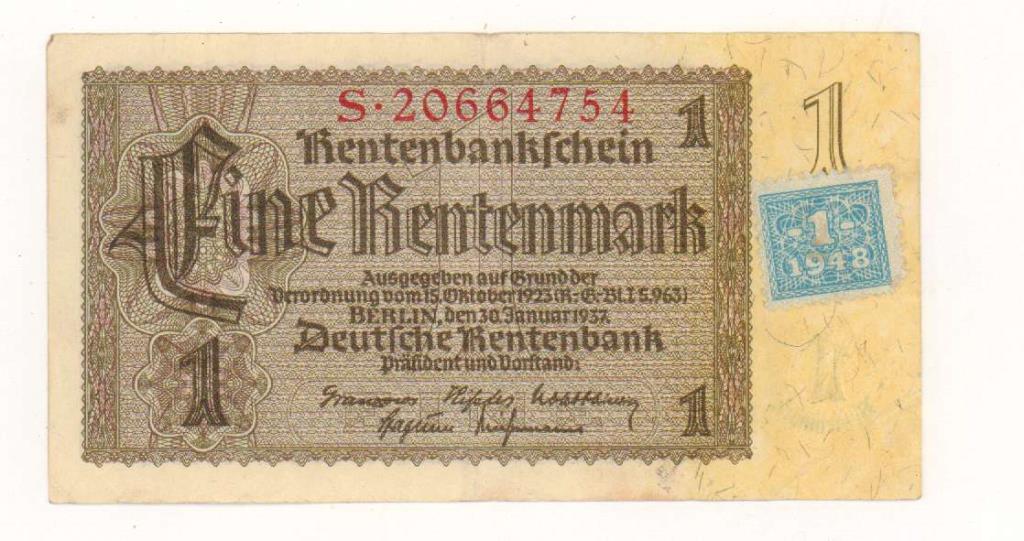 S·20664754
1
1
Rentenbankschein
Eine Rentenmark
- 1 -
1948
Ausgegeben auf Grund der
Verordnung vom 15. Oktober 1923 (R-G-Bl. I S. 963)
BERLIN, den 30. Januar 1937.
Deutsche Rentenbank
Präsident und Vorstand:
1
1
1